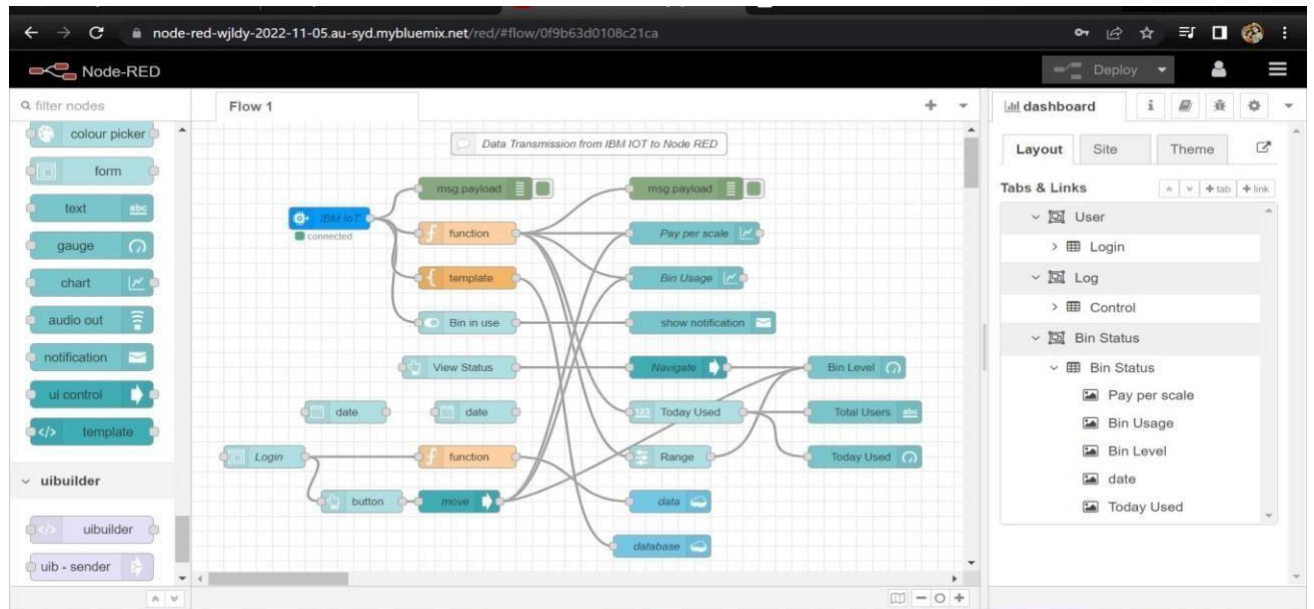 node-red-wjldy-2022-11-05.au-syd.mybluemix.net/red/#flow/0f9b63d0108c21ca
Node-RED
Deploy
filter nodes
colour picker
form
text
abc
gauge
chart
audio out
notification
ui control
template
uibuilder
uibuilder
uib - sender
Flow 1
Data Transmission from IBM IOT to Node RED
msg.payload
msg.payload
IBM IoT
connected
function
Pay per scale
template
Bin Usage
Bin in use
show notification
View Status
Navigate
Bin Level
date
date
123
Today Used
Total Users
abc
Login
function
Range
Today Used
button
move
data
database
dashboard
i
Layout
Site
Theme
Tabs & Links
+ tab
+ link
User
Login
Log
Control
Bin Status
Bin Status
Pay per scale
Bin Usage
Bin Level
date
Today Used